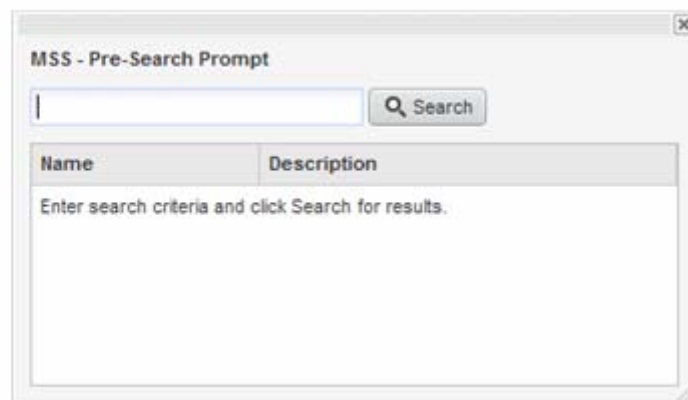 MSS - Pre-Search Prompt
Search
Name Description
Enter search criteria and click Search for results.